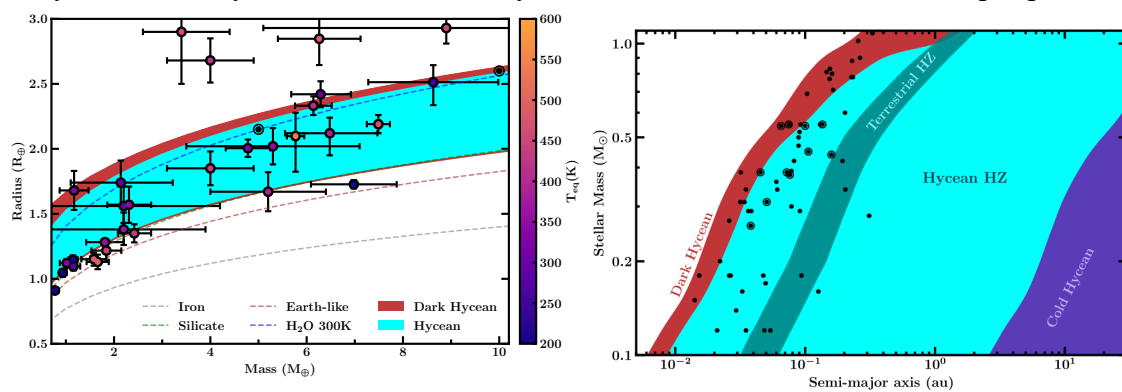 3.0
2.5
2.0
1.5
1.0
0.5
Radius (R⊕)
2
4
6
8
10
Mass (M⊕)
Iron
Silicate
Earth-like
H₂O 300K
Dark Hycean
Hycean
600
550
500
450
400
350
300
250
200
T_eq(K)
1.0
0.5
0.2
0.1
Stellar Mass (M⊙)
Dark Hycean
Terrestrial HZ
Hycean HZ
Cold Hycean
10⁻²
10⁻¹
10⁰
10¹
Semi-major axis (au)